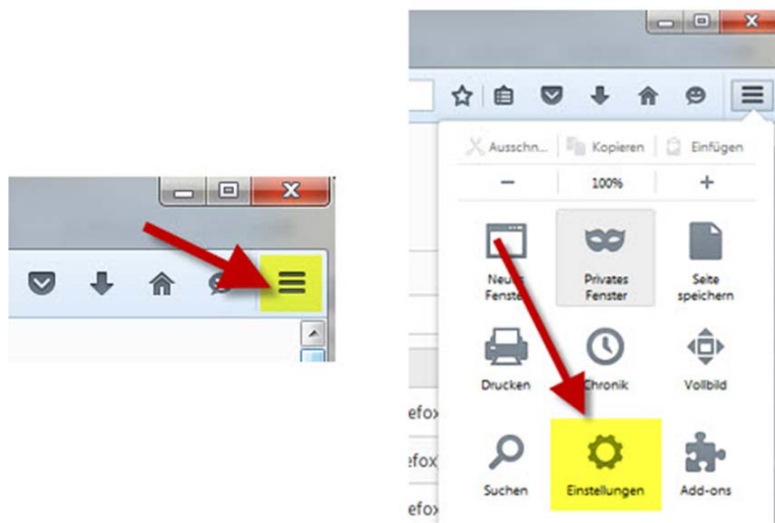 Ausschn...
Kopieren
Einfügen
100%
Neues
Fenster
Privates
Fenster
Seite
speichern
Drucken
Chronik
Vollbild
efox
efox
Suchen
Einstellungen
Add-ons
efox